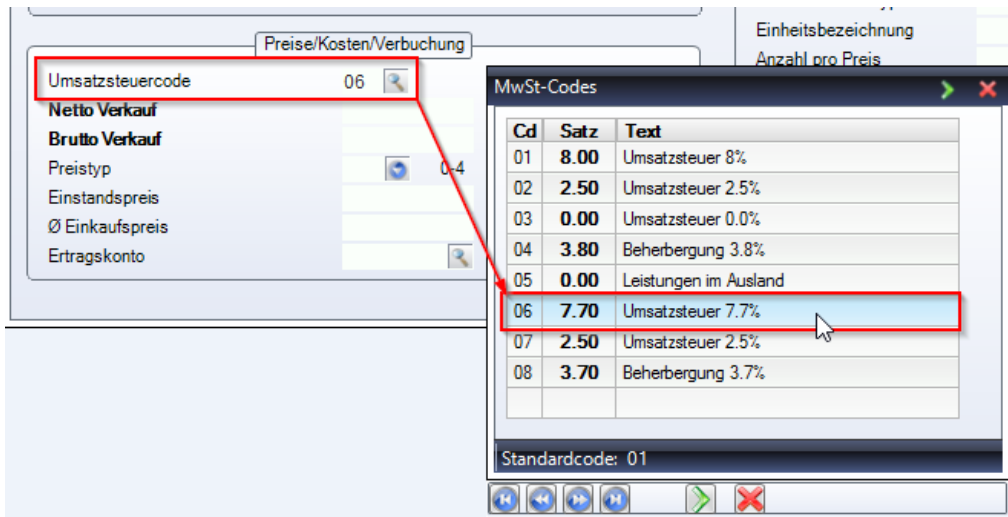 Einheitsbezeichnung
Anzahl pro Preis
Preise/Kosten/Verbuchung
Umsatzsteuercode 06
Netto Verkauf
Brutto Verkauf
Preistyp 0-4
Einstandspreis
Ø Einkaufspreis
Ertragskonto
MwSt-Codes
Cd Satz Text
01 8.00 Umsatzsteuer 8%
02 2.50 Umsatzsteuer 2.5%
03 0.00 Umsatzsteuer 0.0%
04 3.80 Beherbergung 3.8%
05 0.00 Leistungen im Ausland
06 7.70 Umsatzsteuer 7.7%
07 2.50 Umsatzsteuer 2.5%
08 3.70 Beherbergung 3.7%
Standardcode: 01